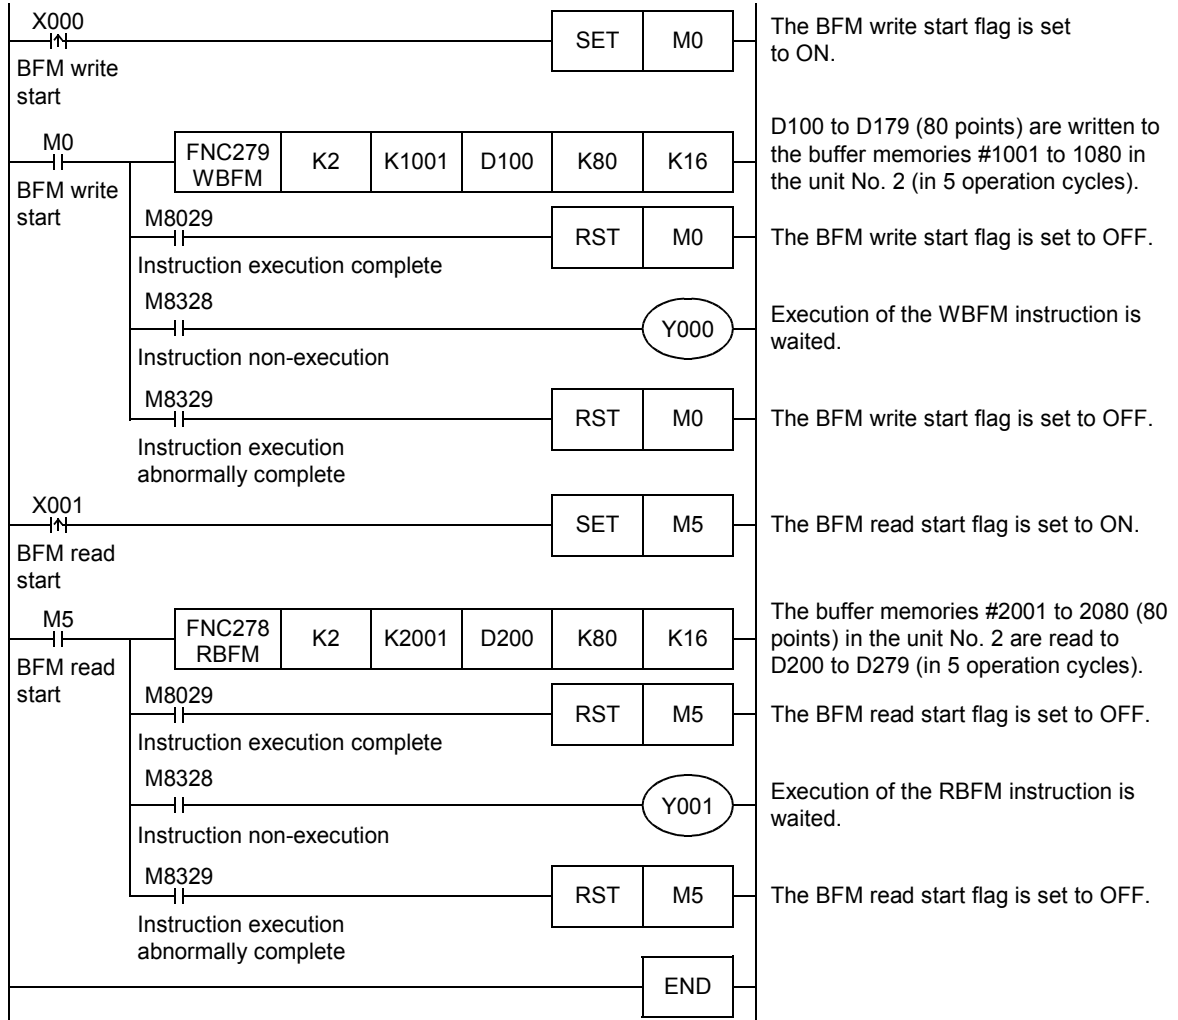 X000
SET M0
The BFM write start flag is set
to ON.
BFM write
start
M0
FNC279
WBFM
K2 K1001 D100 K80 K16
D100 to D179 (80 points) are written to
the buffer memories #1001 to 1080 in
the unit No. 2 (in 5 operation cycles).
BFM write
start
M8029
RST M0
The BFM write start flag is set to OFF.
Instruction execution complete
M8328
Y000
Execution of the WBFM instruction is
waited.
Instruction non-execution
M8329
RST M0
The BFM write start flag is set to OFF.
Instruction execution
abnormally complete
X001
SET M5
The BFM read start flag is set to ON.
BFM read
start
M5
FNC278
RBFM
K2 K2001 D200 K80 K16
The buffer memories #2001 to 2080 (80
points) in the unit No. 2 are read to
D200 to D279 (in 5 operation cycles).
BFM read
start
M8029
RST M5
The BFM read start flag is set to OFF.
Instruction execution complete
M8328
Y001
Execution of the RBFM instruction is
waited.
Instruction non-execution
M8329
RST M5
The BFM read start flag is set to OFF.
Instruction execution
abnormally complete
END